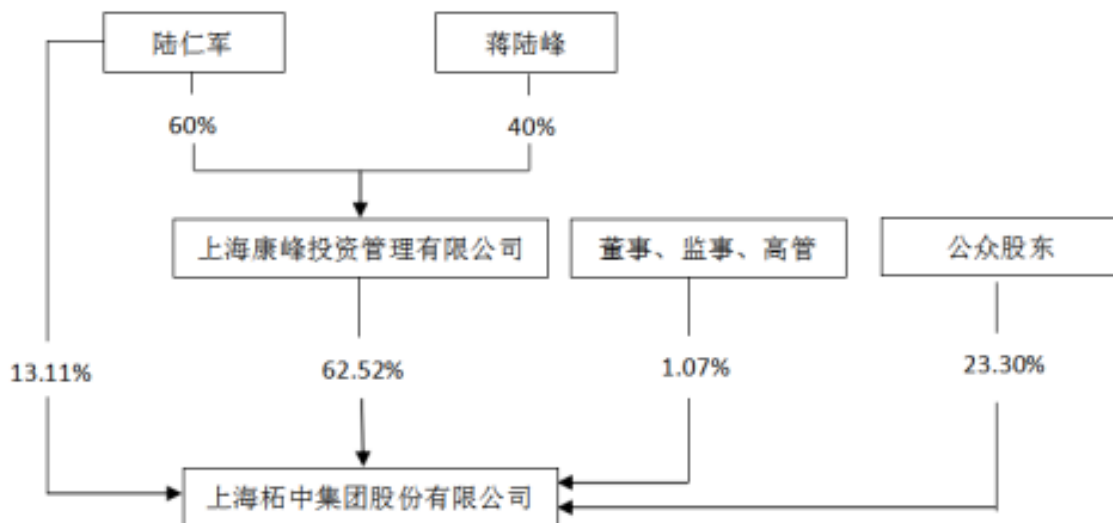 陆仁军
蒋陆峰
60%
40%
上海康峰投资管理有限公司
董事、监事、高管
公众股东
13.11%
62.52%
1.07%
23.30%
上海柘中集团股份有限公司